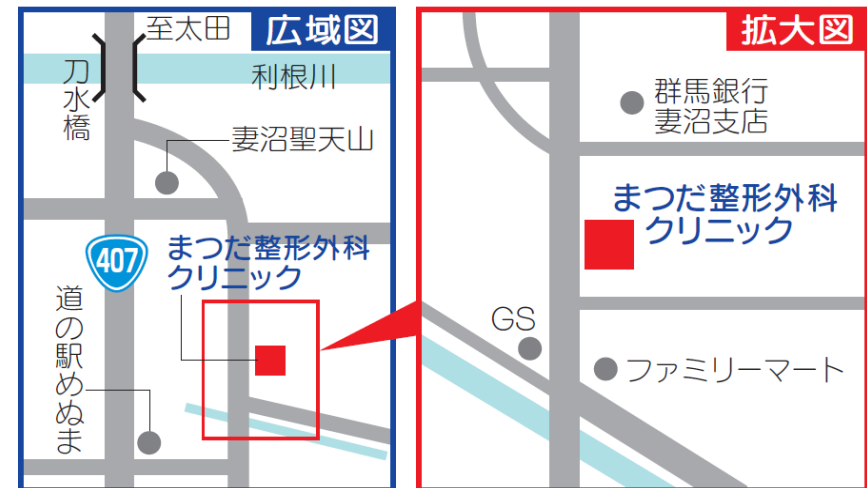 広域図
至太田
利根川
刀水橋
妻沼聖天山
407
まつだ整形外科
クリニック
道の駅めぬま
拡大図
群馬銀行
妻沼支店
まつだ整形外科
クリニック
GS
ファミリーマート